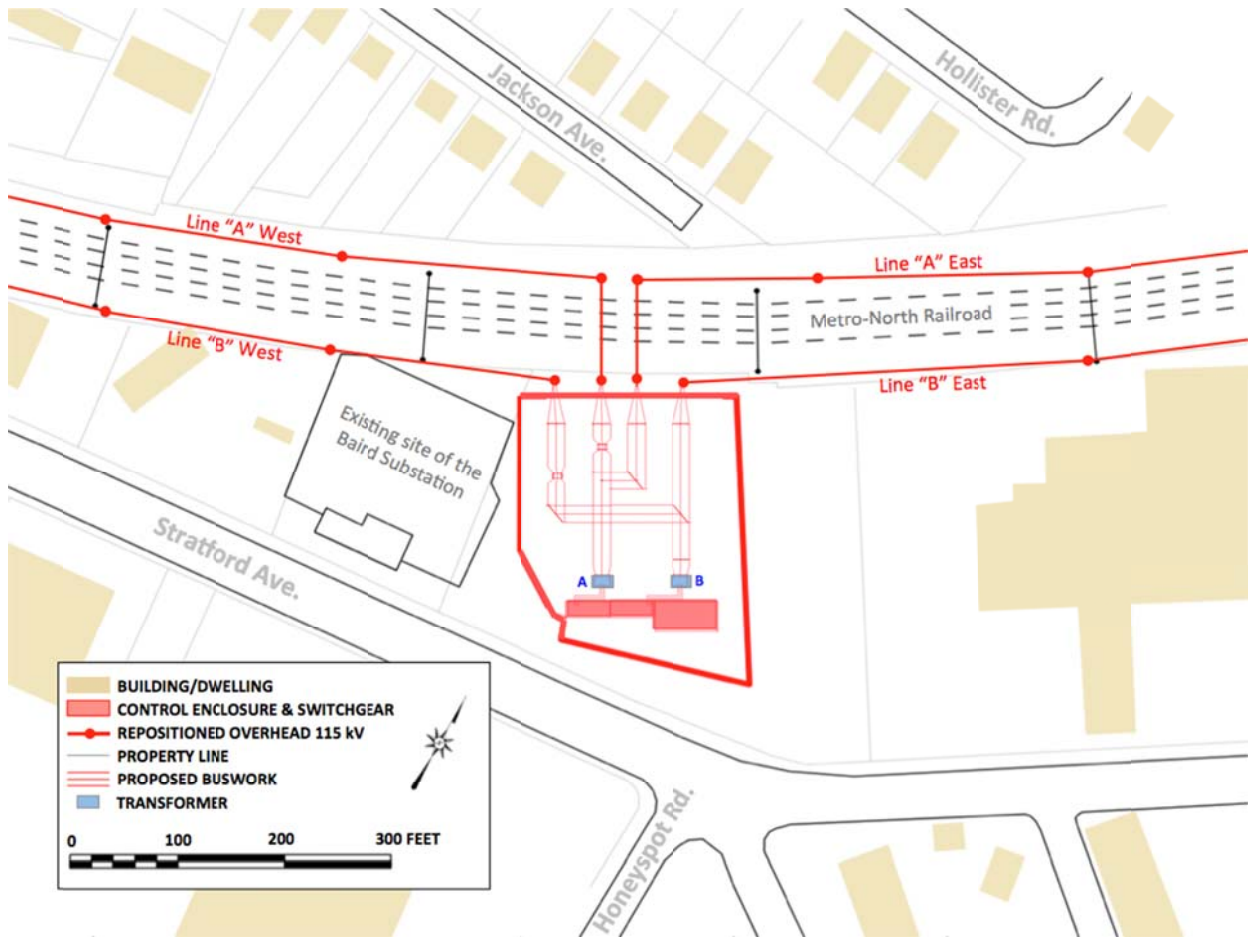 Hollister Rd.
Jackson Ave.
Line "A" West
Line "A" East
Metro-North Railroad
Line "B" West
Line "B" East
Existing site of the
Baird Substation
Stratford Ave.
A
B
Honeyspot Rd.
BUILDING/DWELLING
CONTROL ENCLOSURE & SWITCHGEAR
REPOSITIONED OVERHEAD 115 kV
PROPERTY LINE
PROPOSED BUSWORK
TRANSFORMER
0 100 200 300 FEET